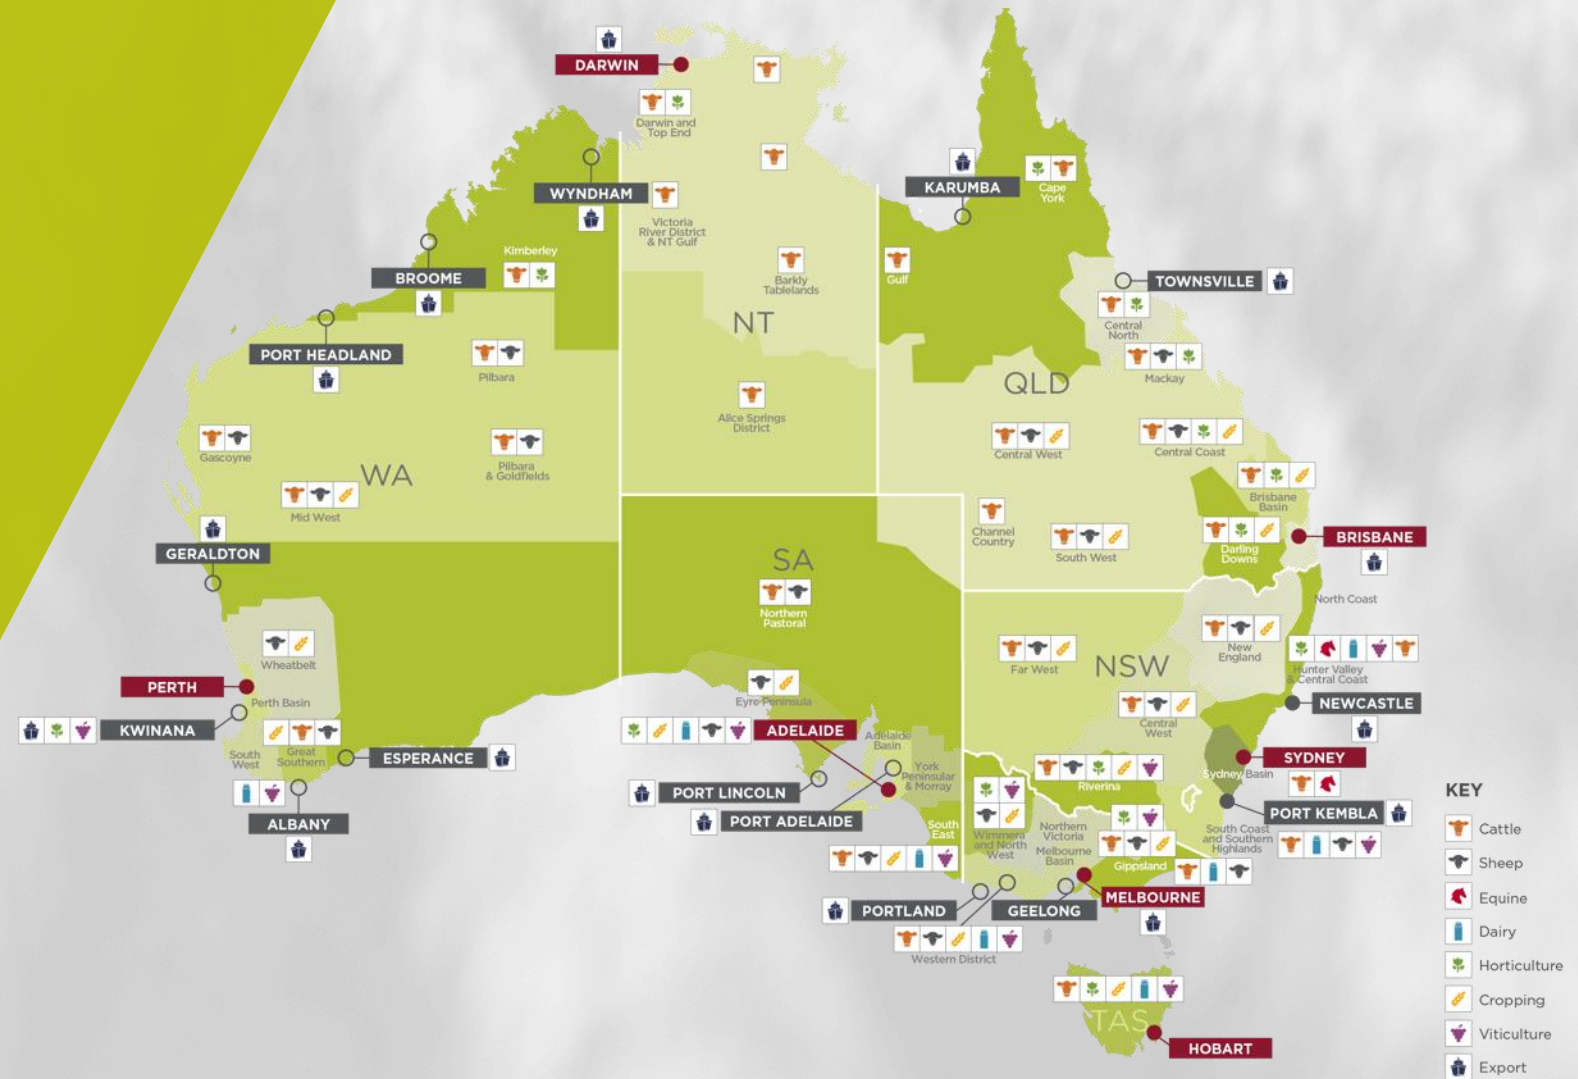 DARWIN
Darwin and
Top End
WYNDHAM
KARUMBA
Cape
York
Victoria
River District
& NT Gulf
Kimberley
BROOME
Barkly
Tablelands
Gulf
TOWNSVILLE
Central
North
NT
PORT HEADLAND
Pilbara
Mackay
QLD
Alice Springs
District
Gascoyne
Pilbara
& Goldfields
WA
Central West
Central Coast
Mid West
Brisbane
Basin
Channel
Country
South West
Darling
Downs
BRISBANE
GERALDTON
SA
Northern
Pastoral
North Coast
Wheatbelt
Far West
NSW
New
England
Hunter Valley
& Central Coast
PERTH
Perth Basin
Eyre Peninsula
NEWCASTLE
KWINANA
ADELAIDE
Adelaide
Basin
Central
West
South
West
Great
Southern
ESPERANCE
SYDNEY
Sydney Basin
York
Peninsular
& Morray
Riverina
PORT LINCOLN
PORT ADELAIDE
ALBANY
South
East
Wimmera
and North
West
Northern
Victoria
Melbourne
Basin
Gippsland
PORT KEMBLA
South Coast
and Southern
Highlands
MELBOURNE
PORTLAND
GEELONG
Western District
TAS
HOBART
KEY
Cattle
Sheep
Equine
Dairy
Horticulture
Cropping
Viticulture
Export